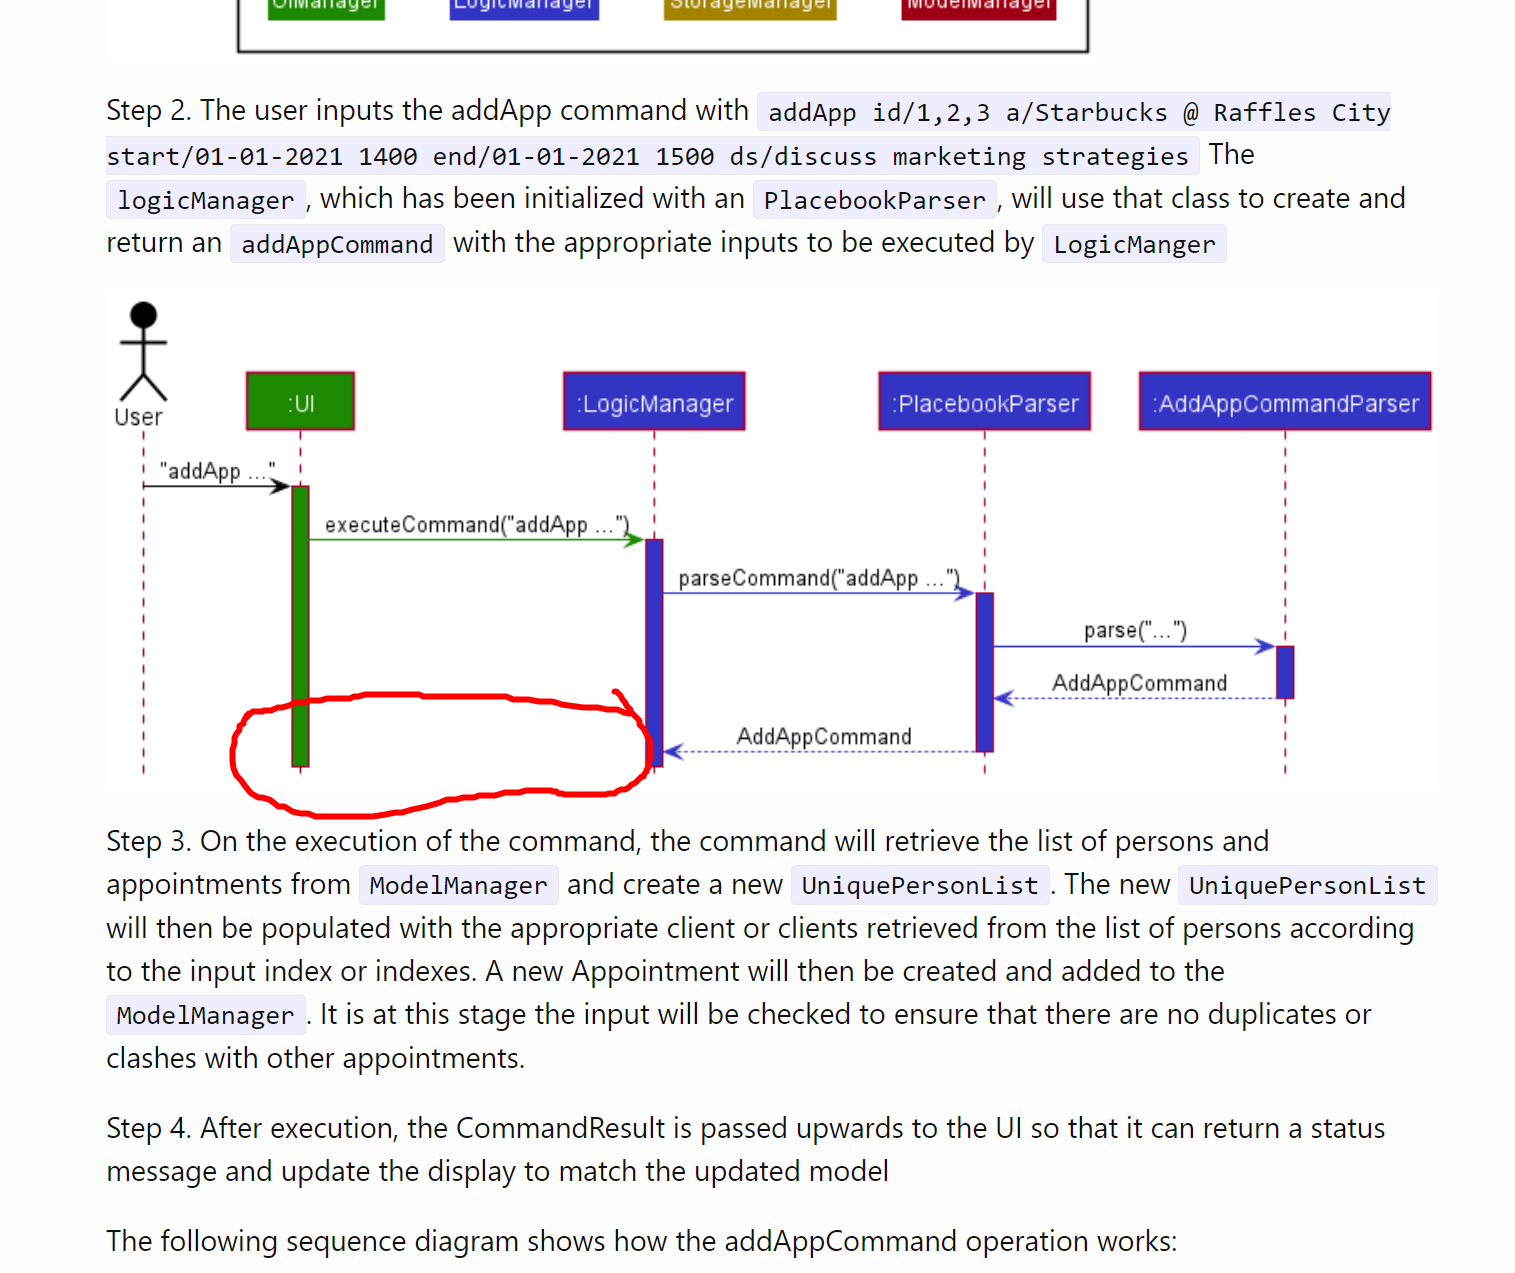 UiManager LogicManager StorageManager ModelManager
Step 2. The user inputs the addApp command with addApp id/1,2,3 a/Starbucks @ Raffles City
start/01-01-2021 1400 end/01-01-2021 1500 ds/discuss marketing strategies The
logicManager , which has been initialized with an PlacebookParser , will use that class to create and
return an addAppCommand with the appropriate inputs to be executed by LogicManger
User
:UI
:LogicManager
:PlacebookParser
:AddAppCommandParser
"addApp ..."
executeCommand("addApp ...")
parseCommand("addApp ...")
parse("...")
AddAppCommand
AddAppCommand
Step 3. On the execution of the command, the command will retrieve the list of persons and
appointments from ModelManager and create a new UniquePersonList . The new UniquePersonList
will then be populated with the appropriate client or clients retrieved from the list of persons according
to the input index or indexes. A new Appointment will then be created and added to the
ModelManager . It is at this stage the input will be checked to ensure that there are no duplicates or
clashes with other appointments.
Step 4. After execution, the CommandResult is passed upwards to the UI so that it can return a status
message and update the display to match the updated model
The following sequence diagram shows how the addAppCommand operation works: